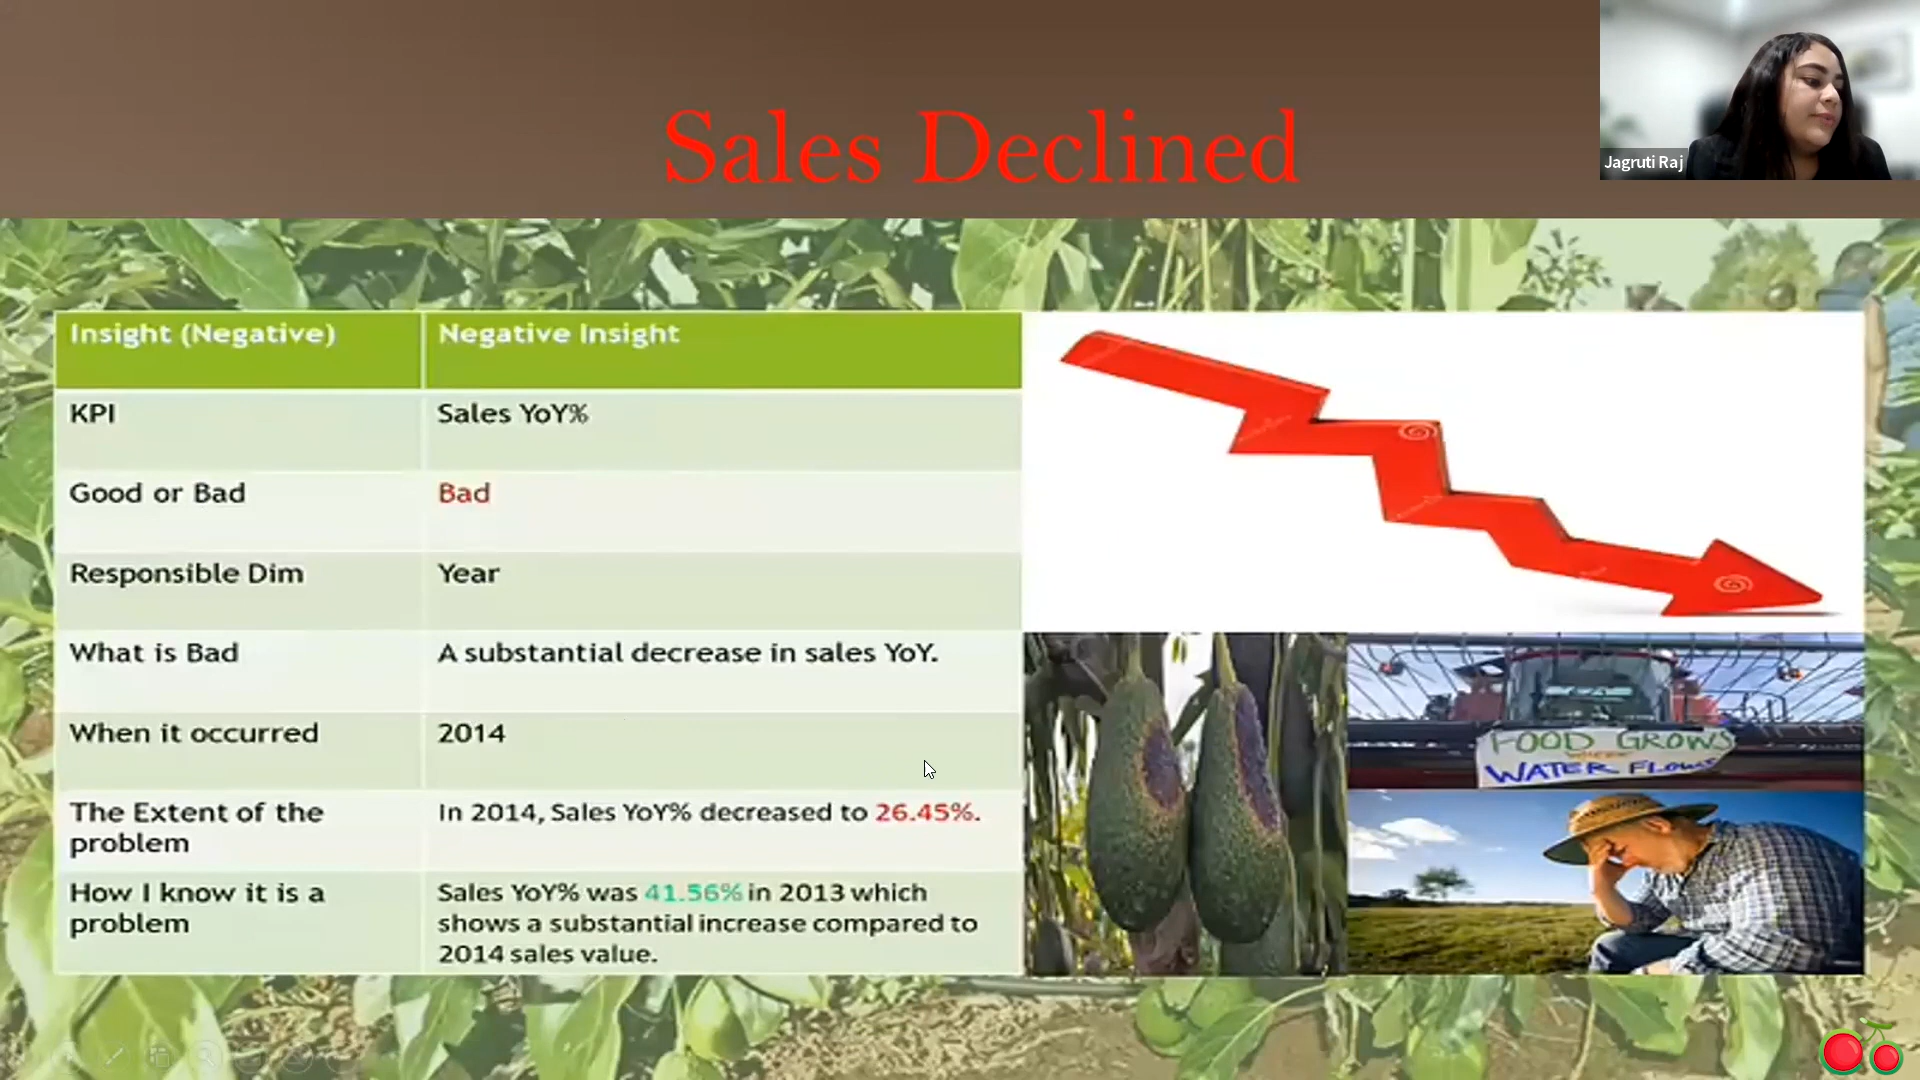 Sales Declined
Jagruti Raj
Insight (Negative)
Negative Insight
KPI
Sales YoY%
Good or Bad
Bad
Responsible Dim
Year
What is Bad
A substantial decrease in sales YoY.
When it occurred
2014
The Extent of the
problem
In 2014, Sales YoY% decreased to 26.45%.
How I know it is a
problem
Sales YoY% was 41.56% in 2013 which
shows a substantial increase compared to
2014 sales value.
FOOD GROWS
WHERE
WATER FLOWS